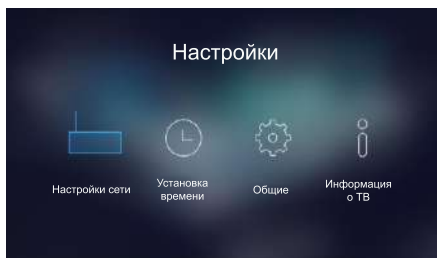 Настройки
Настройки сети
Установка
времени
Общие
Информация
о ТВ